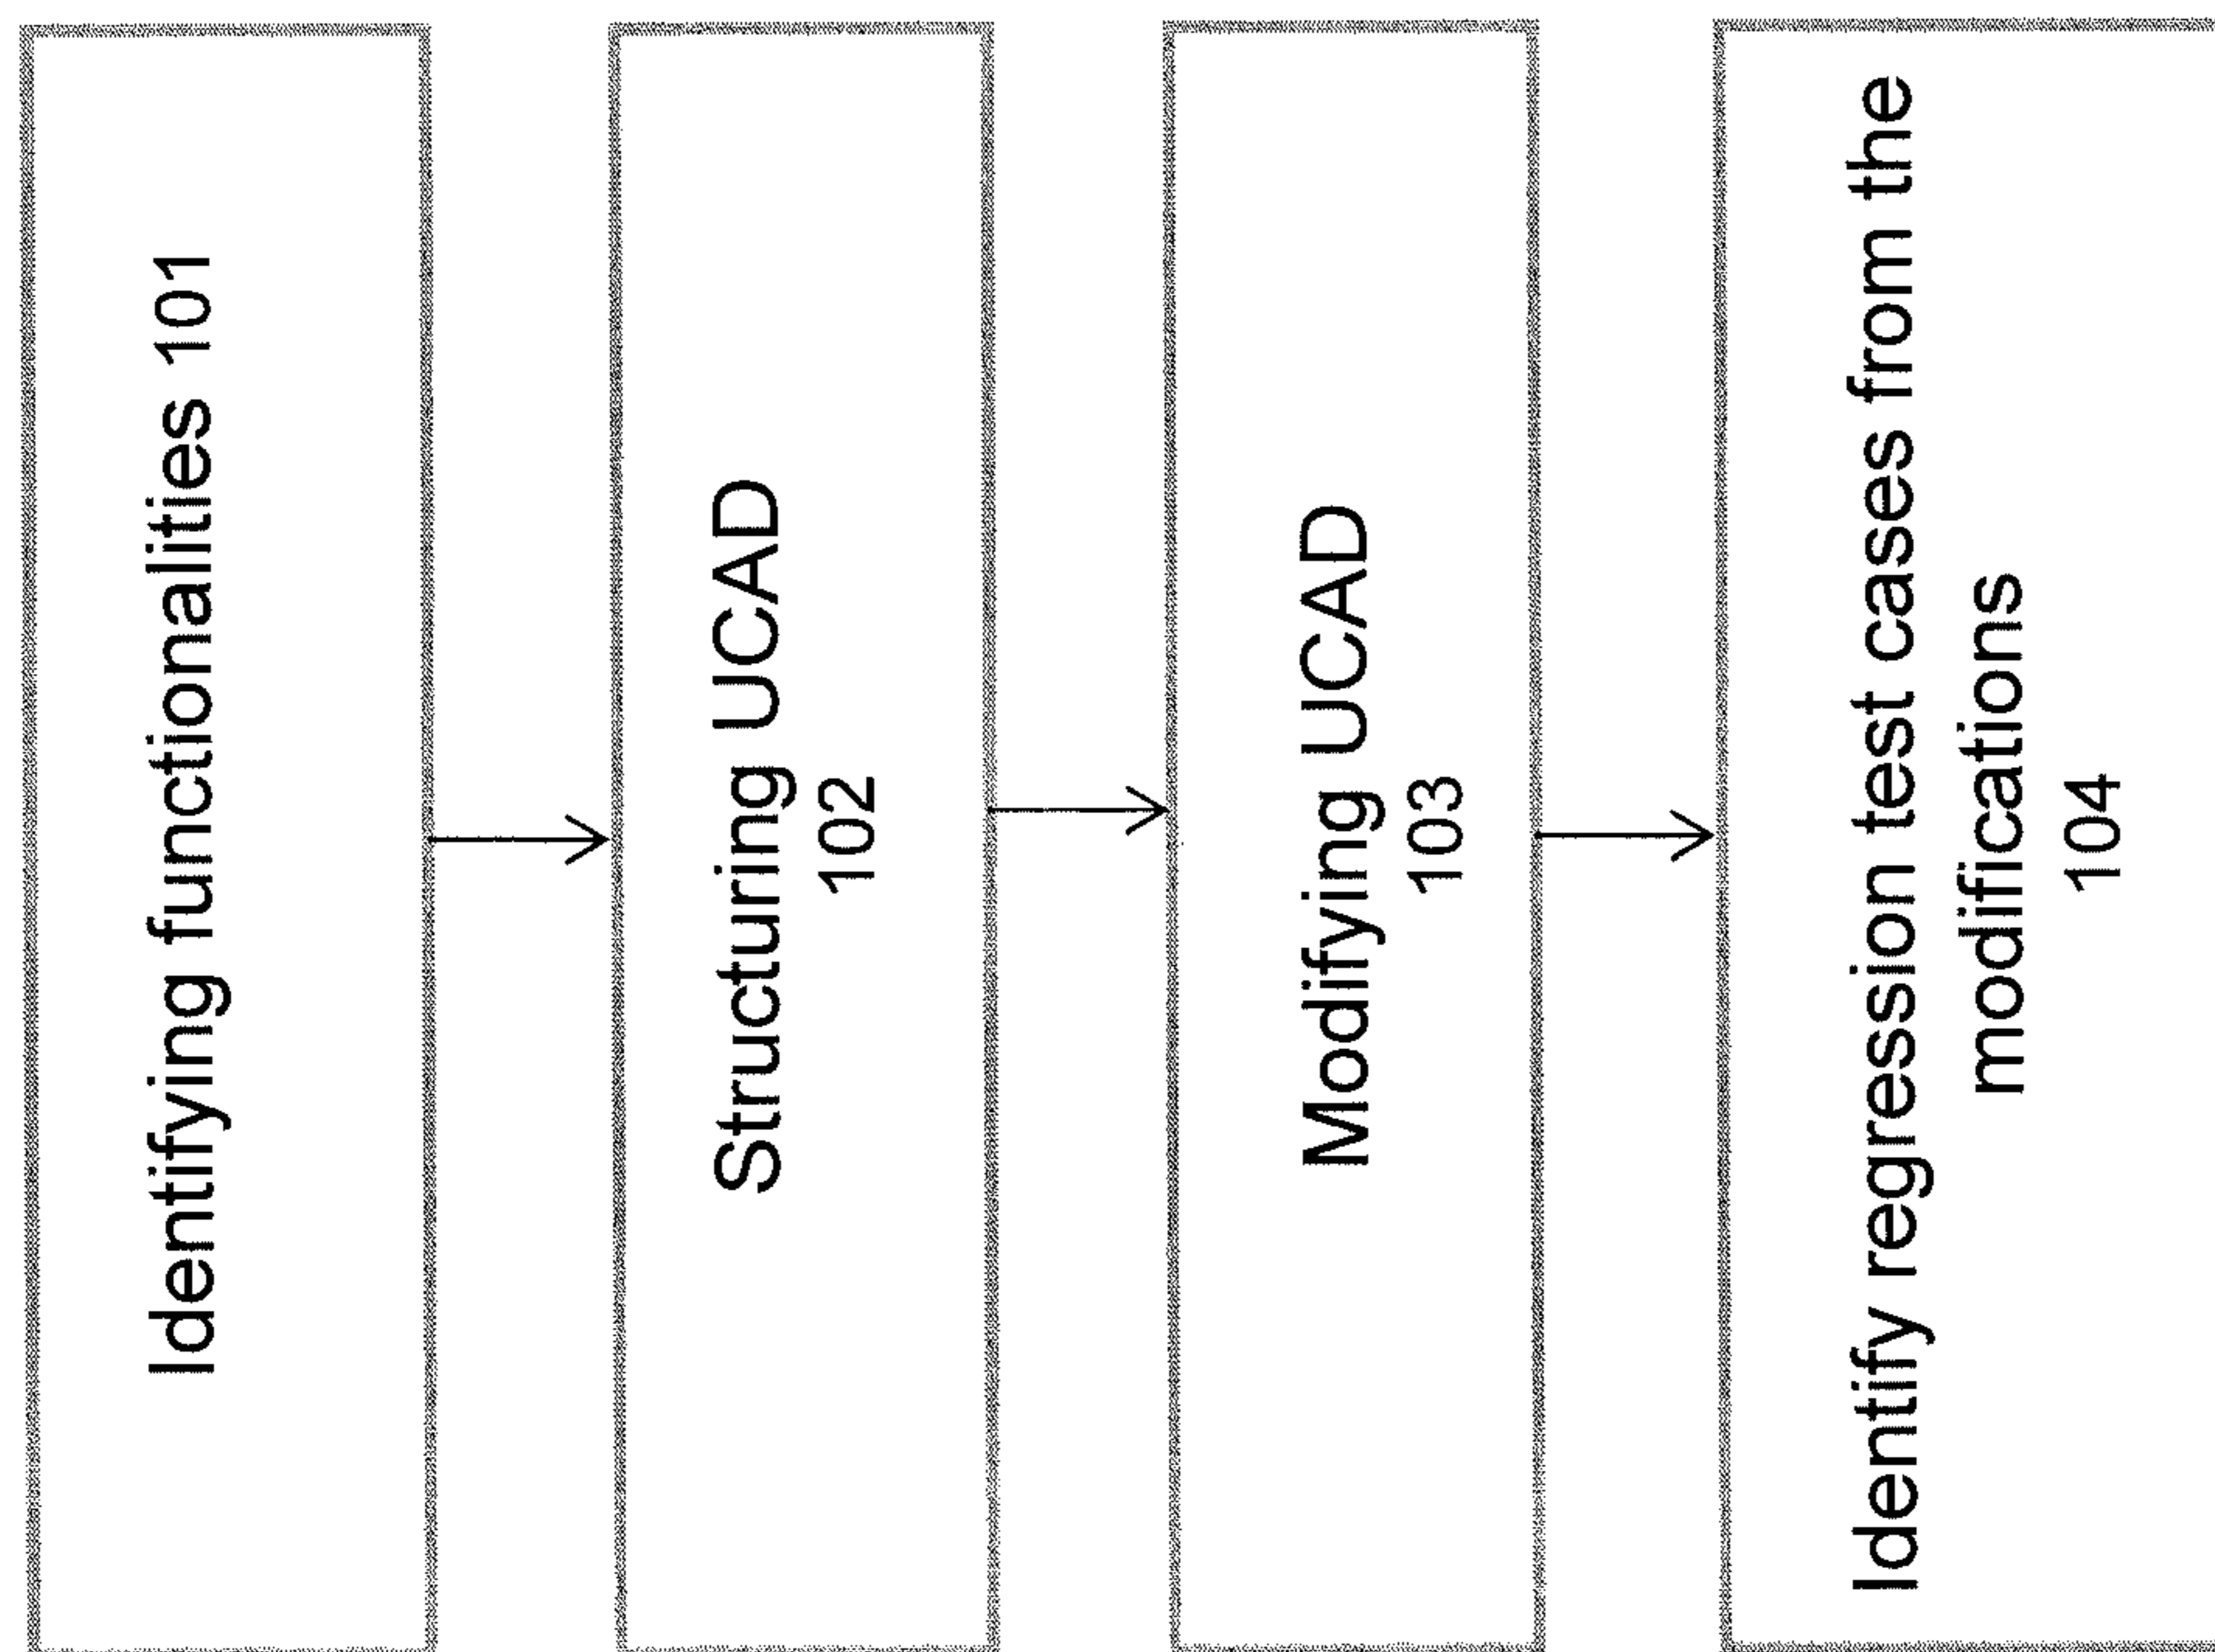 Identifying functionalities 101
Structuring UCAD
102
Modifying UCAD
103
Identify regression test cases from the
modifications
104